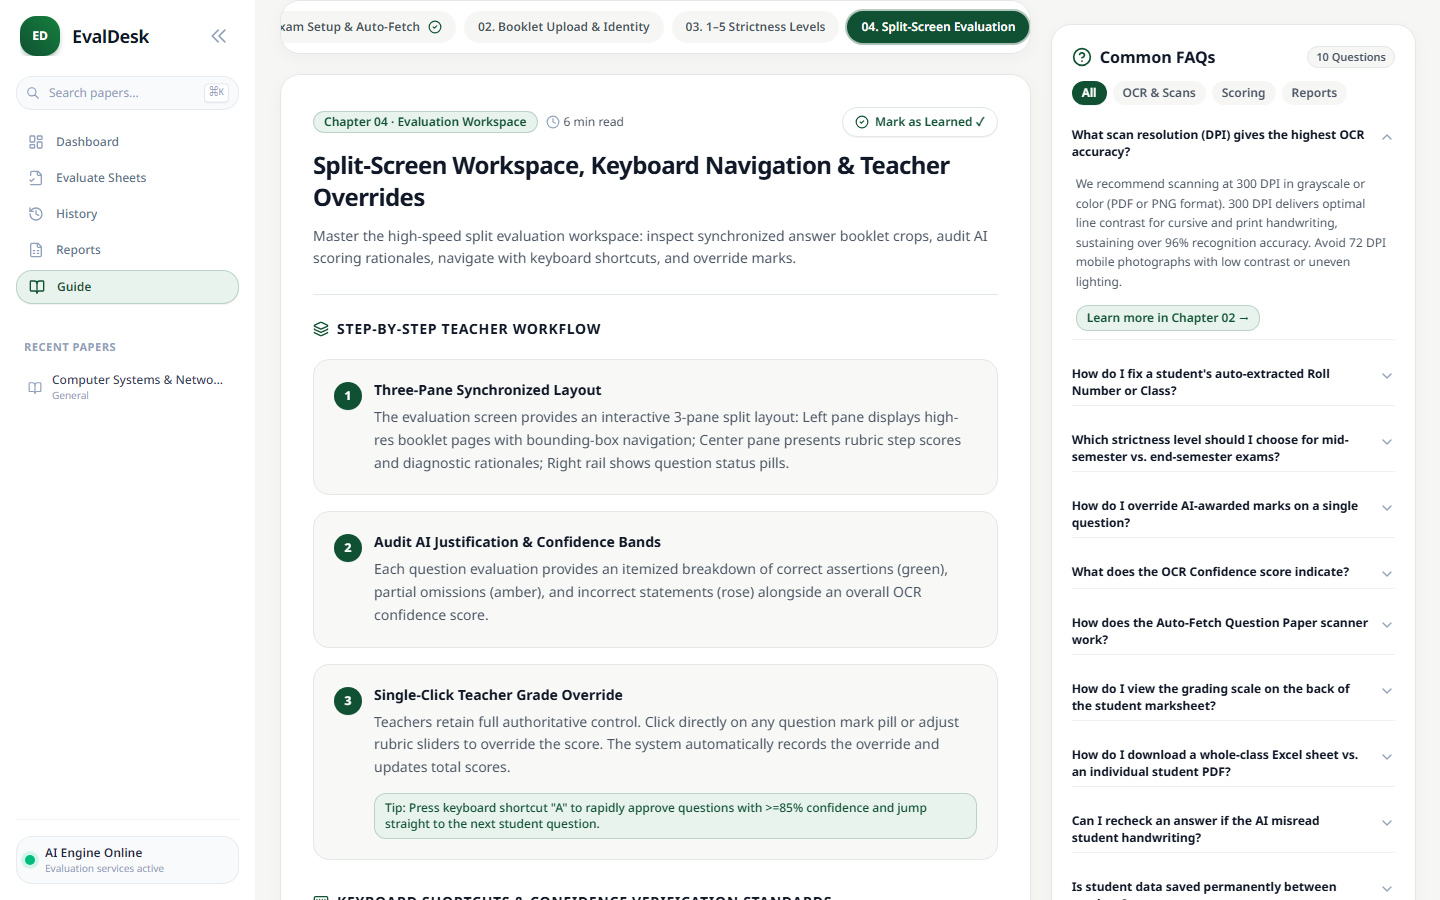 ED
EvalDesk
Search papers...
⌘K
Dashboard
Evaluate Sheets
History
Reports
Guide
RECENT PAPERS
Computer Systems & Netwo...
General
AI Engine Online
Evaluation services active
xam Setup & Auto-Fetch
02. Booklet Upload & Identity
03. 1–5 Strictness Levels
04. Split-Screen Evaluation
Chapter 04 · Evaluation Workspace
6 min read
Mark as Learned ✓
Split-Screen Workspace, Keyboard Navigation & Teacher
Overrides
Master the high-speed split evaluation workspace: inspect synchronized answer booklet crops, audit AI
scoring rationales, navigate with keyboard shortcuts, and override marks.
STEP-BY-STEP TEACHER WORKFLOW
1
Three-Pane Synchronized Layout
The evaluation screen provides an interactive 3-pane split layout: Left pane displays high-
res booklet pages with bounding-box navigation; Center pane presents rubric step scores
and diagnostic rationales; Right rail shows question status pills.
2
Audit AI Justification & Confidence Bands
Each question evaluation provides an itemized breakdown of correct assertions (green),
partial omissions (amber), and incorrect statements (rose) alongside an overall OCR
confidence score.
3
Single-Click Teacher Grade Override
Teachers retain full authoritative control. Click directly on any question mark pill or adjust
rubric sliders to override the score. The system automatically records the override and
updates total scores.
Tip: Press keyboard shortcut "A" to rapidly approve questions with >=85% confidence and jump
straight to the next student question.
KEYBOARD SHORTCUTS & CONFIDENCE VERIFICATION STANDARDS
Common FAQs
10 Questions
All
OCR & Scans
Scoring
Reports
What scan resolution (DPI) gives the highest OCR
accuracy?
We recommend scanning at 300 DPI in grayscale or
color (PDF or PNG format). 300 DPI delivers optimal
line contrast for cursive and print handwriting,
sustaining over 96% recognition accuracy. Avoid 72 DPI
mobile photographs with low contrast or uneven
lighting.
Learn more in Chapter 02 →
How do I fix a student's auto-extracted Roll
Number or Class?
Which strictness level should I choose for mid-
semester vs. end-semester exams?
How do I override AI-awarded marks on a single
question?
What does the OCR Confidence score indicate?
How does the Auto-Fetch Question Paper scanner
work?
How do I view the grading scale on the back of
the student marksheet?
How do I download a whole-class Excel sheet vs.
an individual student PDF?
Can I recheck an answer if the AI misread
student handwriting?
Is student data saved permanently between